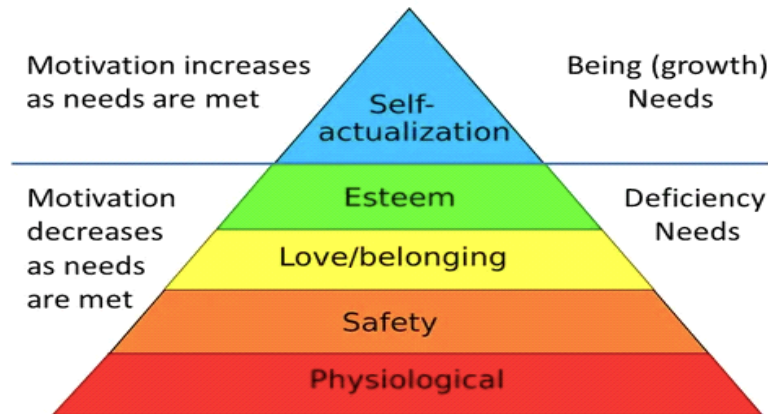 Motivation increases
as needs are met
Being (growth)
Needs
Self-
actualization
Motivation
decreases
as needs
are met
Deficiency
Needs
Esteem
Love/belonging
Safety
Physiological